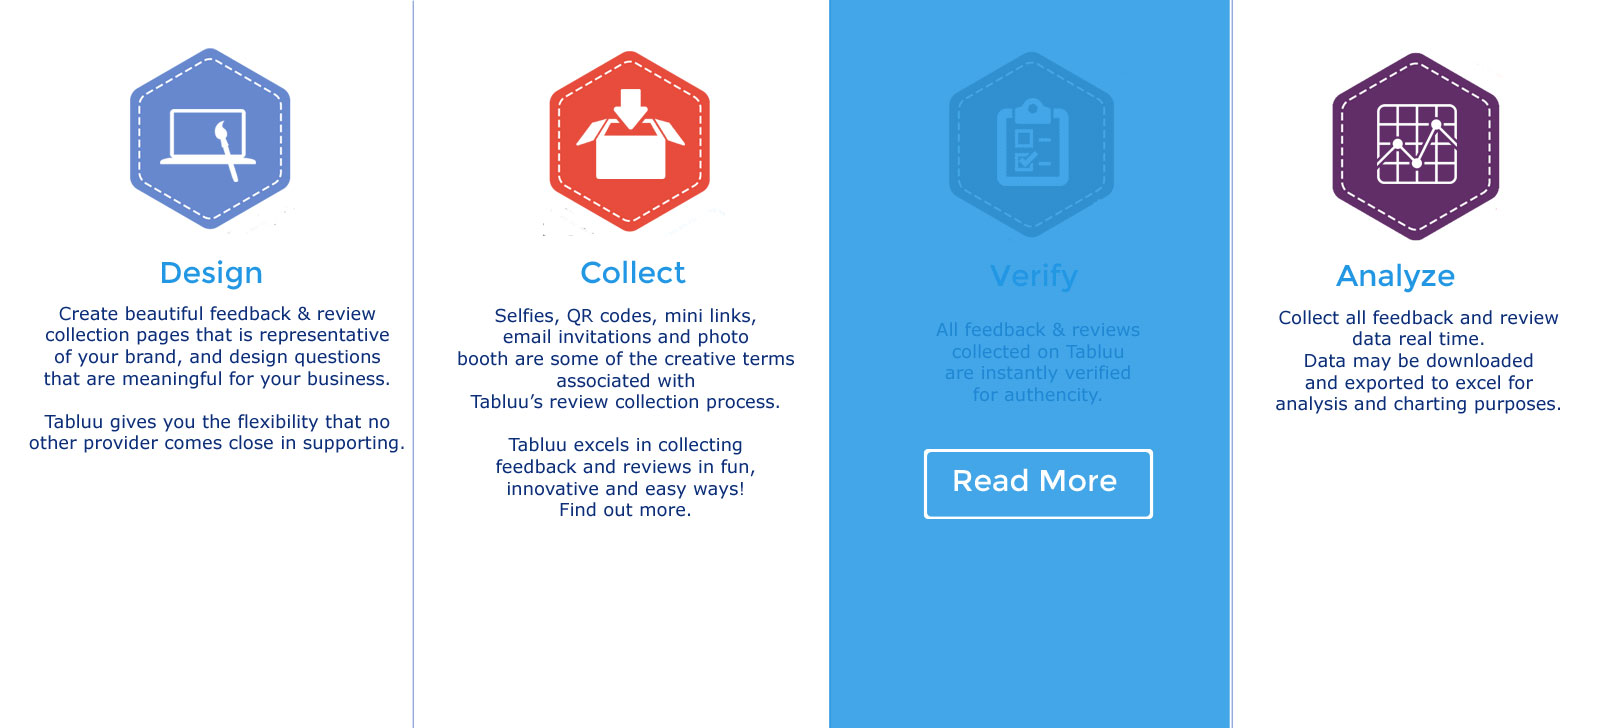 Design
Create beautiful feedback & review
collection pages that is representative
of your brand, and design questions
that are meaningful for your business.
Tabluu gives you the flexibility that no
other provider comes close in supporting.
Collect
Selfies, QR codes, mini links,
email invitations and photo
booth are some of the creative terms
associated with
Tabluu’s review collection process.
Tabluu excels in collecting
feedback and reviews in fun,
innovative and easy ways!
Find out more.
Verify
All feedback & reviews
collected on Tabluu
are instantly verified
for authencity.
Read More
Analyze
Collect all feedback and review
data real time.
Data may be downloaded
and exported to excel for
analysis and charting purposes.